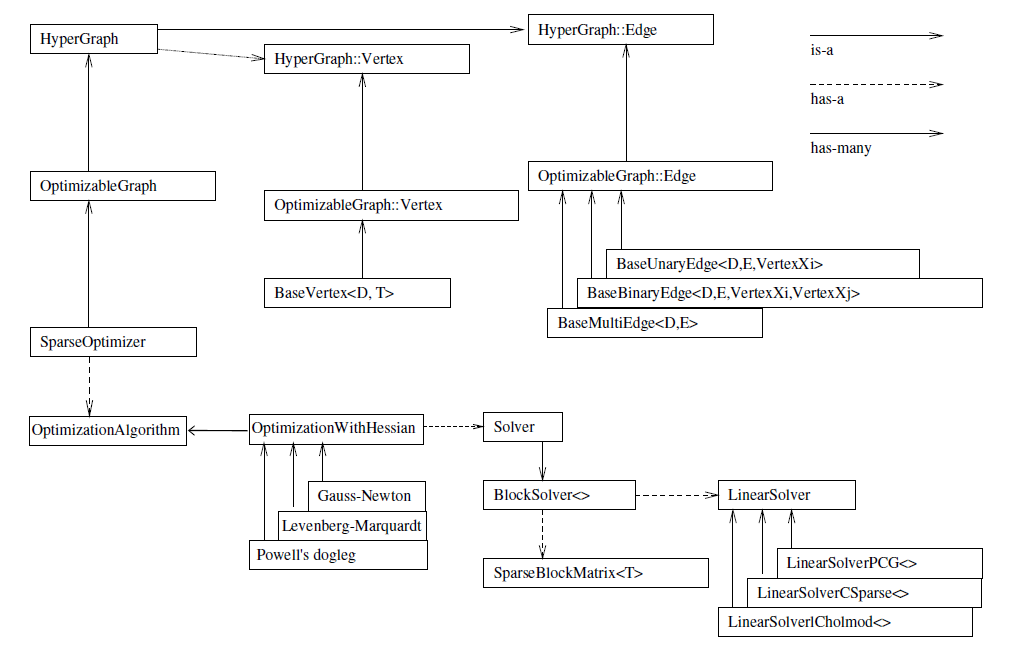 HyperGraph
HyperGraph::Edge
HyperGraph::Vertex
is-a
has-a
has-many
OptimizableGraph
OptimizableGraph::Edge
OptimizableGraph::Vertex
BaseUnaryEdge<D,E,VertexXi>
BaseVertex<D, T>
BaseBinaryEdge<D,E,VertexXi,VertexXj>
BaseMultiEdge<D,E>
SparseOptimizer
OptimizationAlgorithm
OptimizationWithHessian
Solver
Gauss-Newton
Levenberg-Marquardt
Powell's dogleg
BlockSolver<>
LinearSolver
SparseBlockMatrix<T>
LinearSolverPCG<>
LinearSolverCSparse<>
LinearSolverlCholmod<>